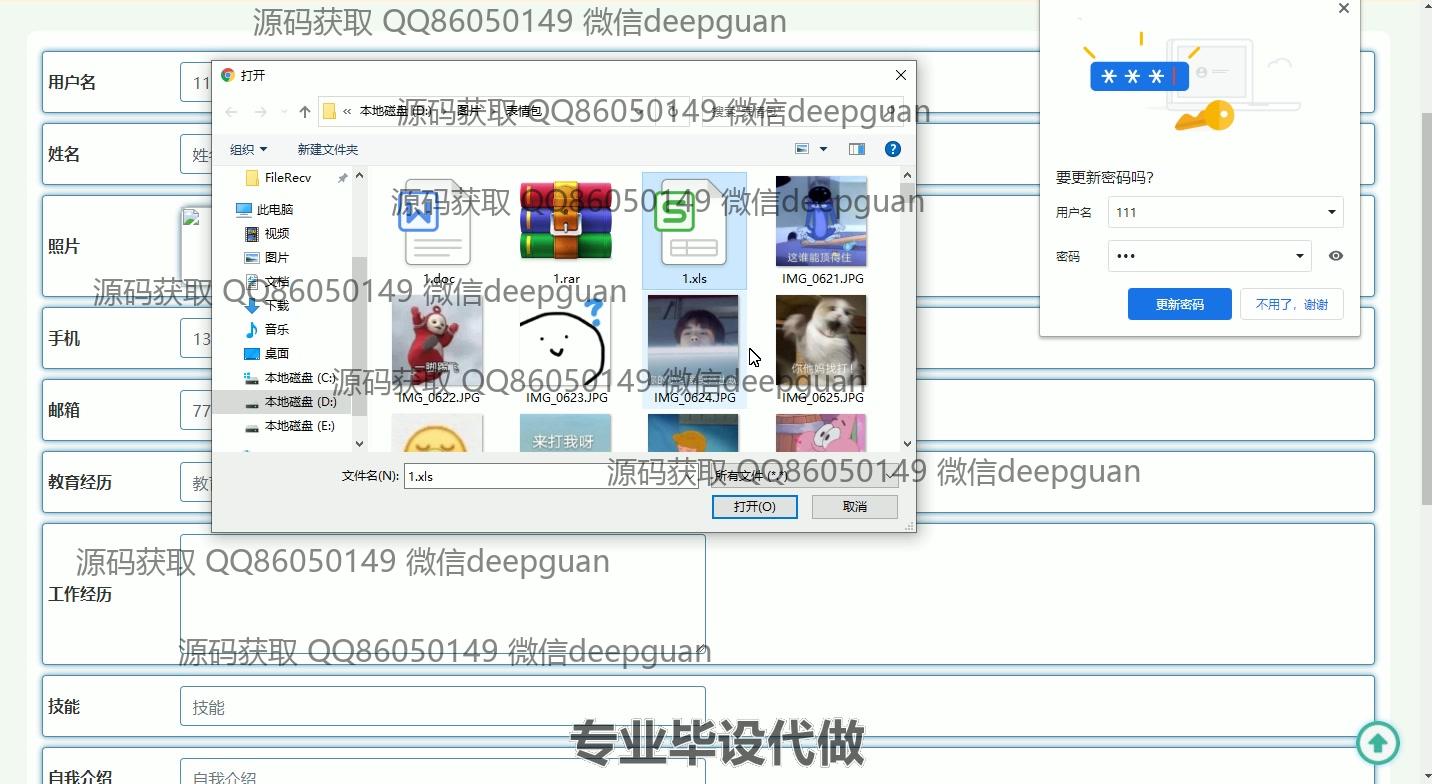 源码获取 QQ86050149 微信deepguan
打开
用户名
11
本地磁盘 (D:)
图片
表情包
源码获取 QQ86050149 微信deepguan
组织
新建文件夹
姓名
FileRecv
此电脑
视频
图片
文档
下载
音乐
桌面
本地磁盘 (C:)
本地磁盘 (D:)
本地磁盘 (E:)
源码获取 QQ86050149 微信deepguan
这谁能顶得住
1.doc
1.rar
1.xls
IMG_0621.JPG
照片
源码获取 QQ86050149 微信deepguan
一脚踢飞
你他妈找打!
源码获取 QQ86050149 微信deepguan
IMG_0622.JPG
IMG_0623.JPG
IMG_0624.JPG
IMG_0625.JPG
来打我呀
文件名(N):
1.xls
所有文件 (*.*)
源码获取 QQ86050149 微信deepguan
打开(O)
取消
要更新密码吗?
用户名
111
密码
•••
更新密码
不用了，谢谢
手机
13
邮箱
77
教育经历
源码获取 QQ86050149 微信deepguan
工作经历
源码获取 QQ86050149 微信deepguan
技能
技能
专业毕设代做
自我介绍
自我介绍